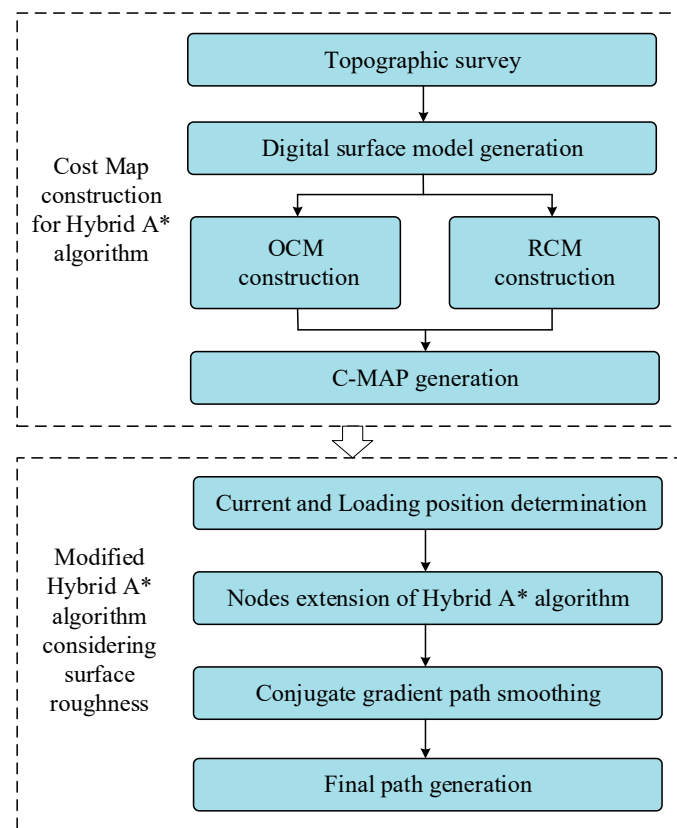 Topographic survey
Digital surface model generation
Cost Map
construction
for Hybrid A*
algorithm
OCM
construction
RCM
construction
C-MAP generation
Current and Loading position determination
Modified
Hybrid A*
algorithm
considering
surface
roughness
Nodes extension of Hybrid A* algorithm
Conjugate gradient path smoothing
Final path generation